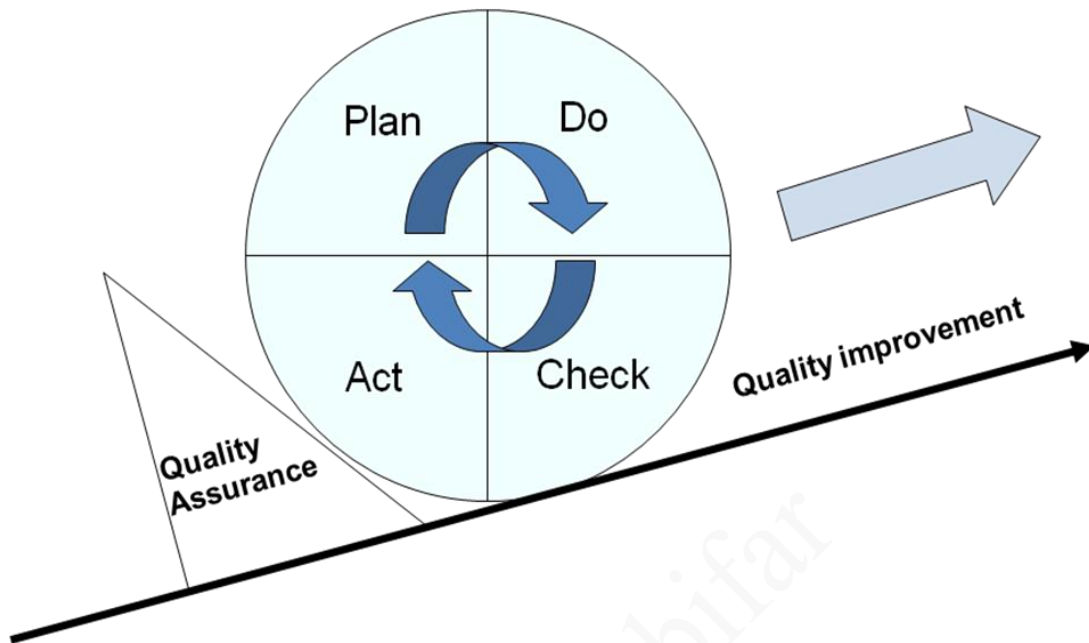 Plan
Do
Act
Check
Quality improvement
Quality
Assurance